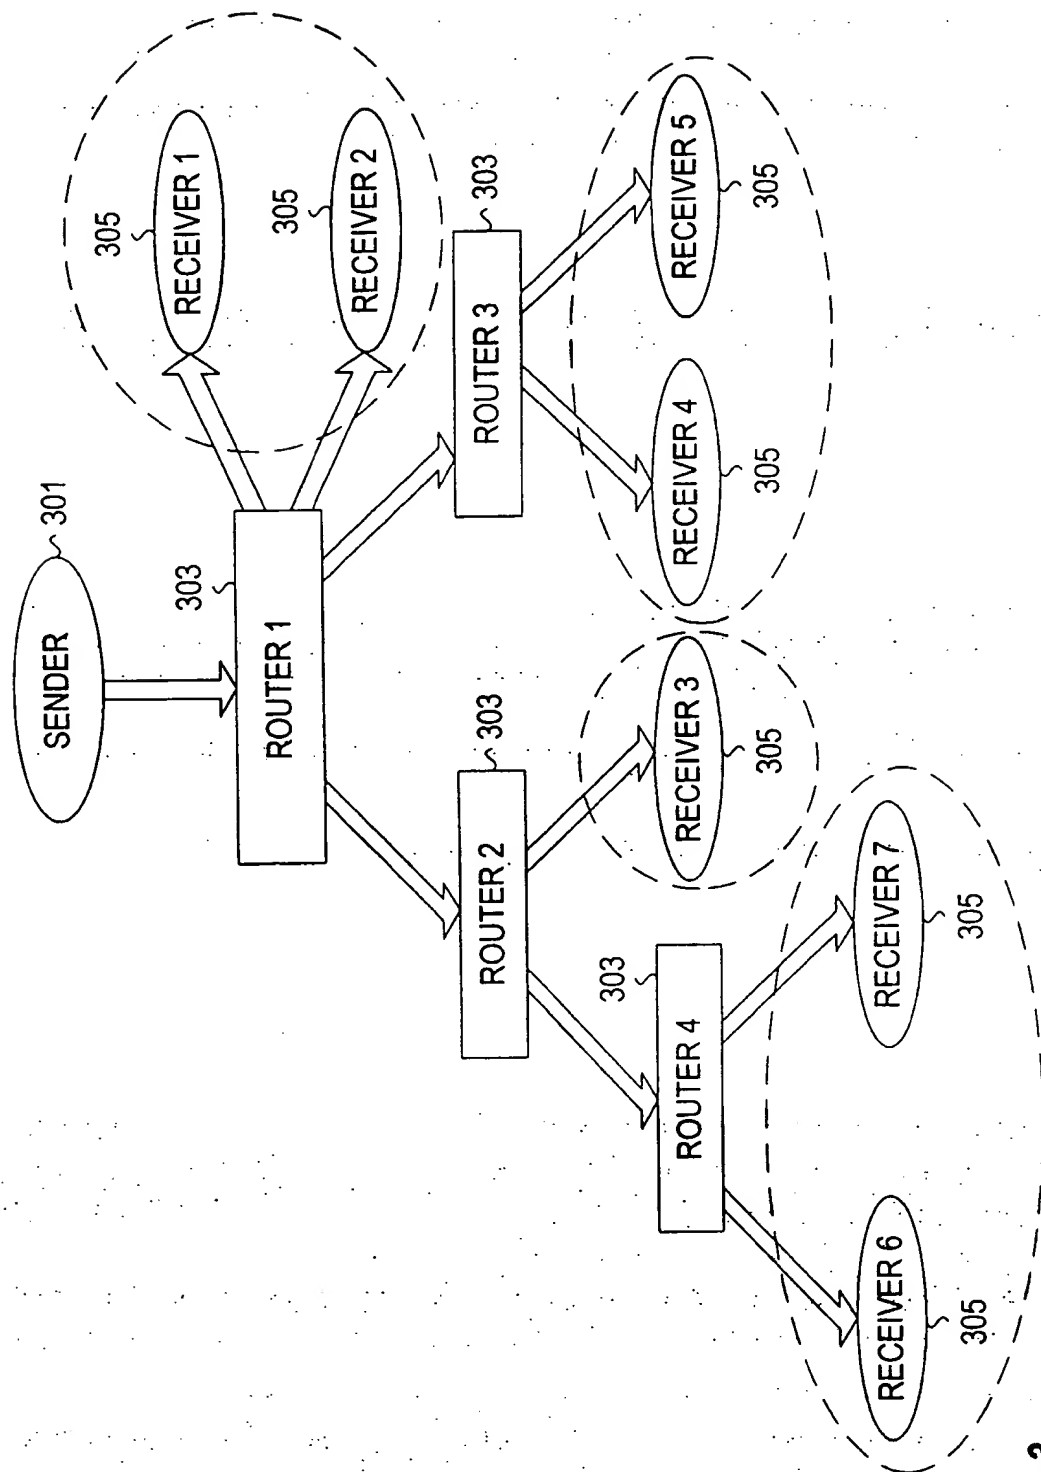 SENDER
301
305
RECEIVER 1
303
ROUTER 1
305
RECEIVER 2
303
ROUTER 2
303
ROUTER 3
303
ROUTER 4
RECEIVER 3
305
RECEIVER 4
305
RECEIVER 5
305
RECEIVER 6
305
RECEIVER 7
305